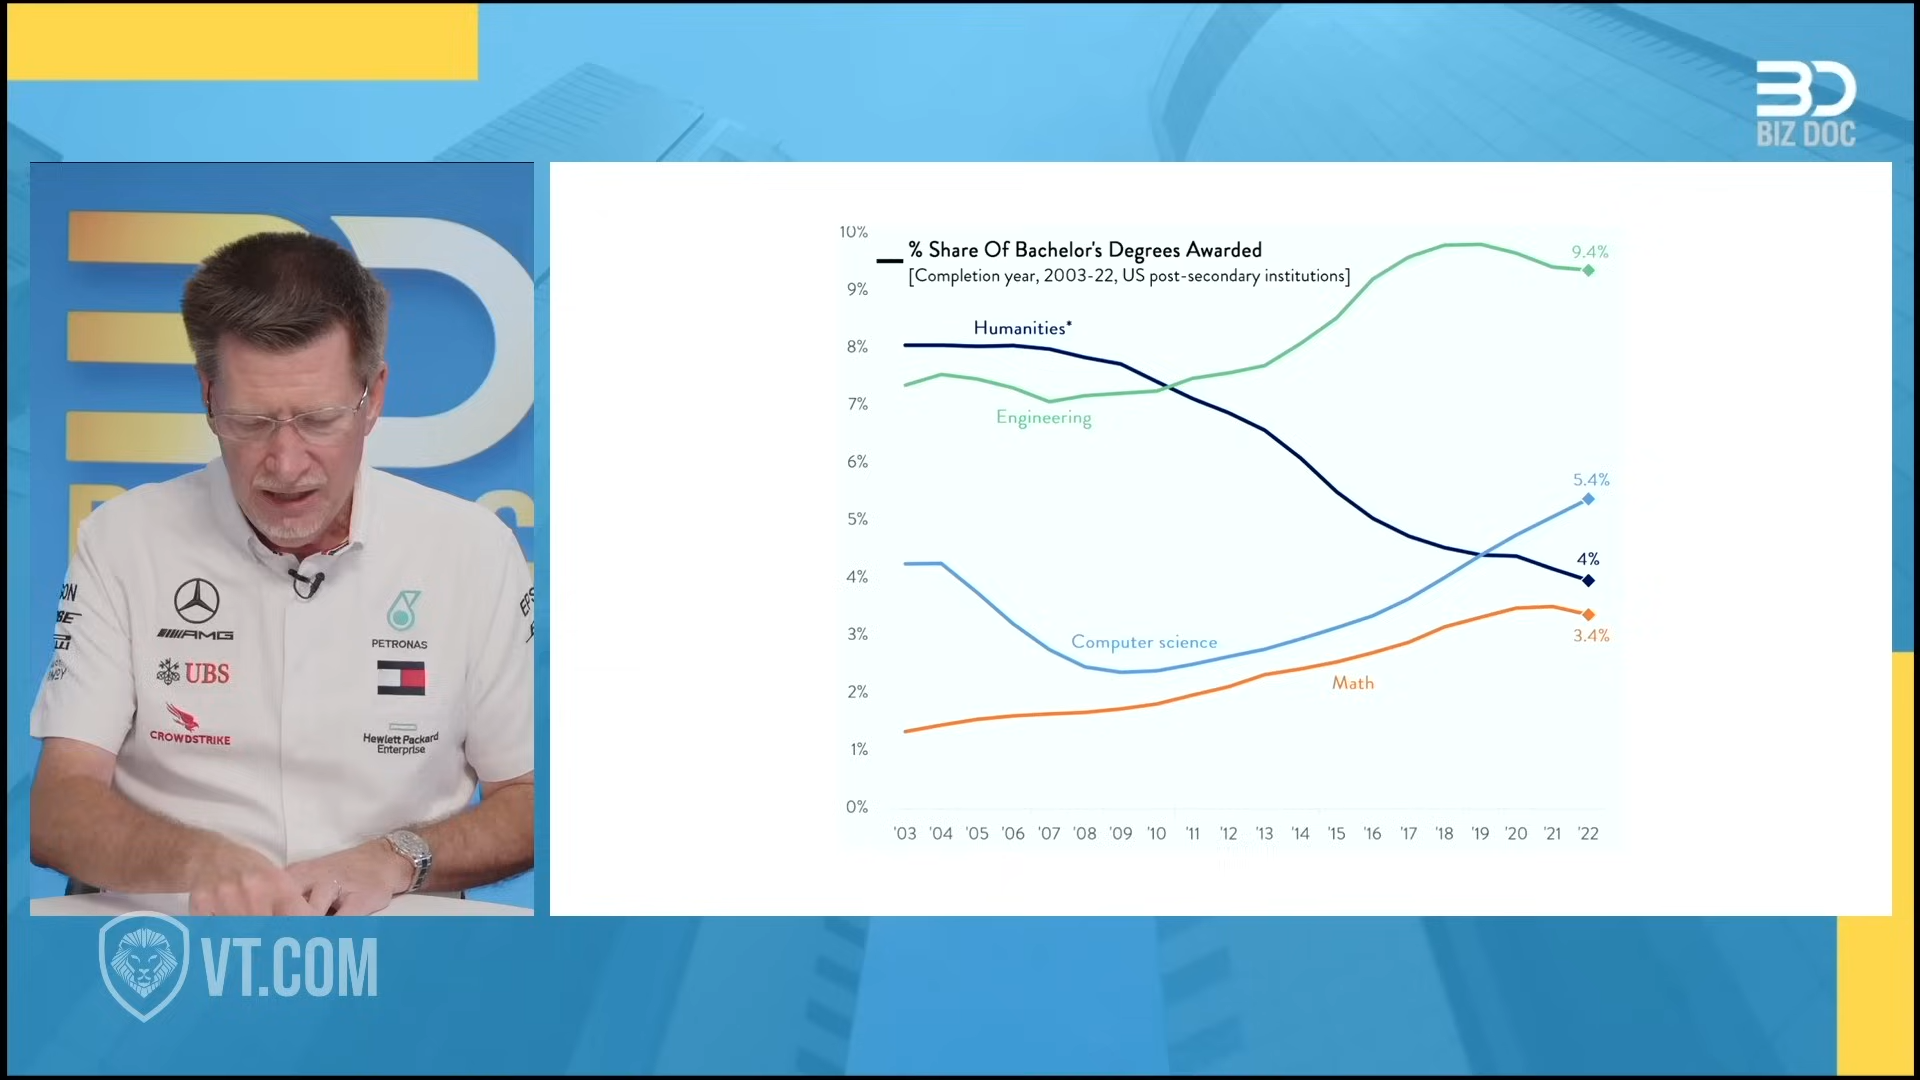 BIZ DOC
10%
% Share Of Bachelor's Degrees Awarded
[Completion year, 2003-22, US post-secondary institutions]
9.4%
9%
Humanities*
8%
7%
Engineering
6%
5.4%
5%
4%
4%
3%
Computer science
3.4%
Math
2%
1%
0%
'03 '04 '05 '06 '07 '08 '09 '10 '11 '12 '13 '14 '15 '16 '17 '18 '19 '20 '21 '22
AMG
PETRONAS
UBS
CROWDSTRIKE
Hewlett Packard
Enterprise
VT.COM